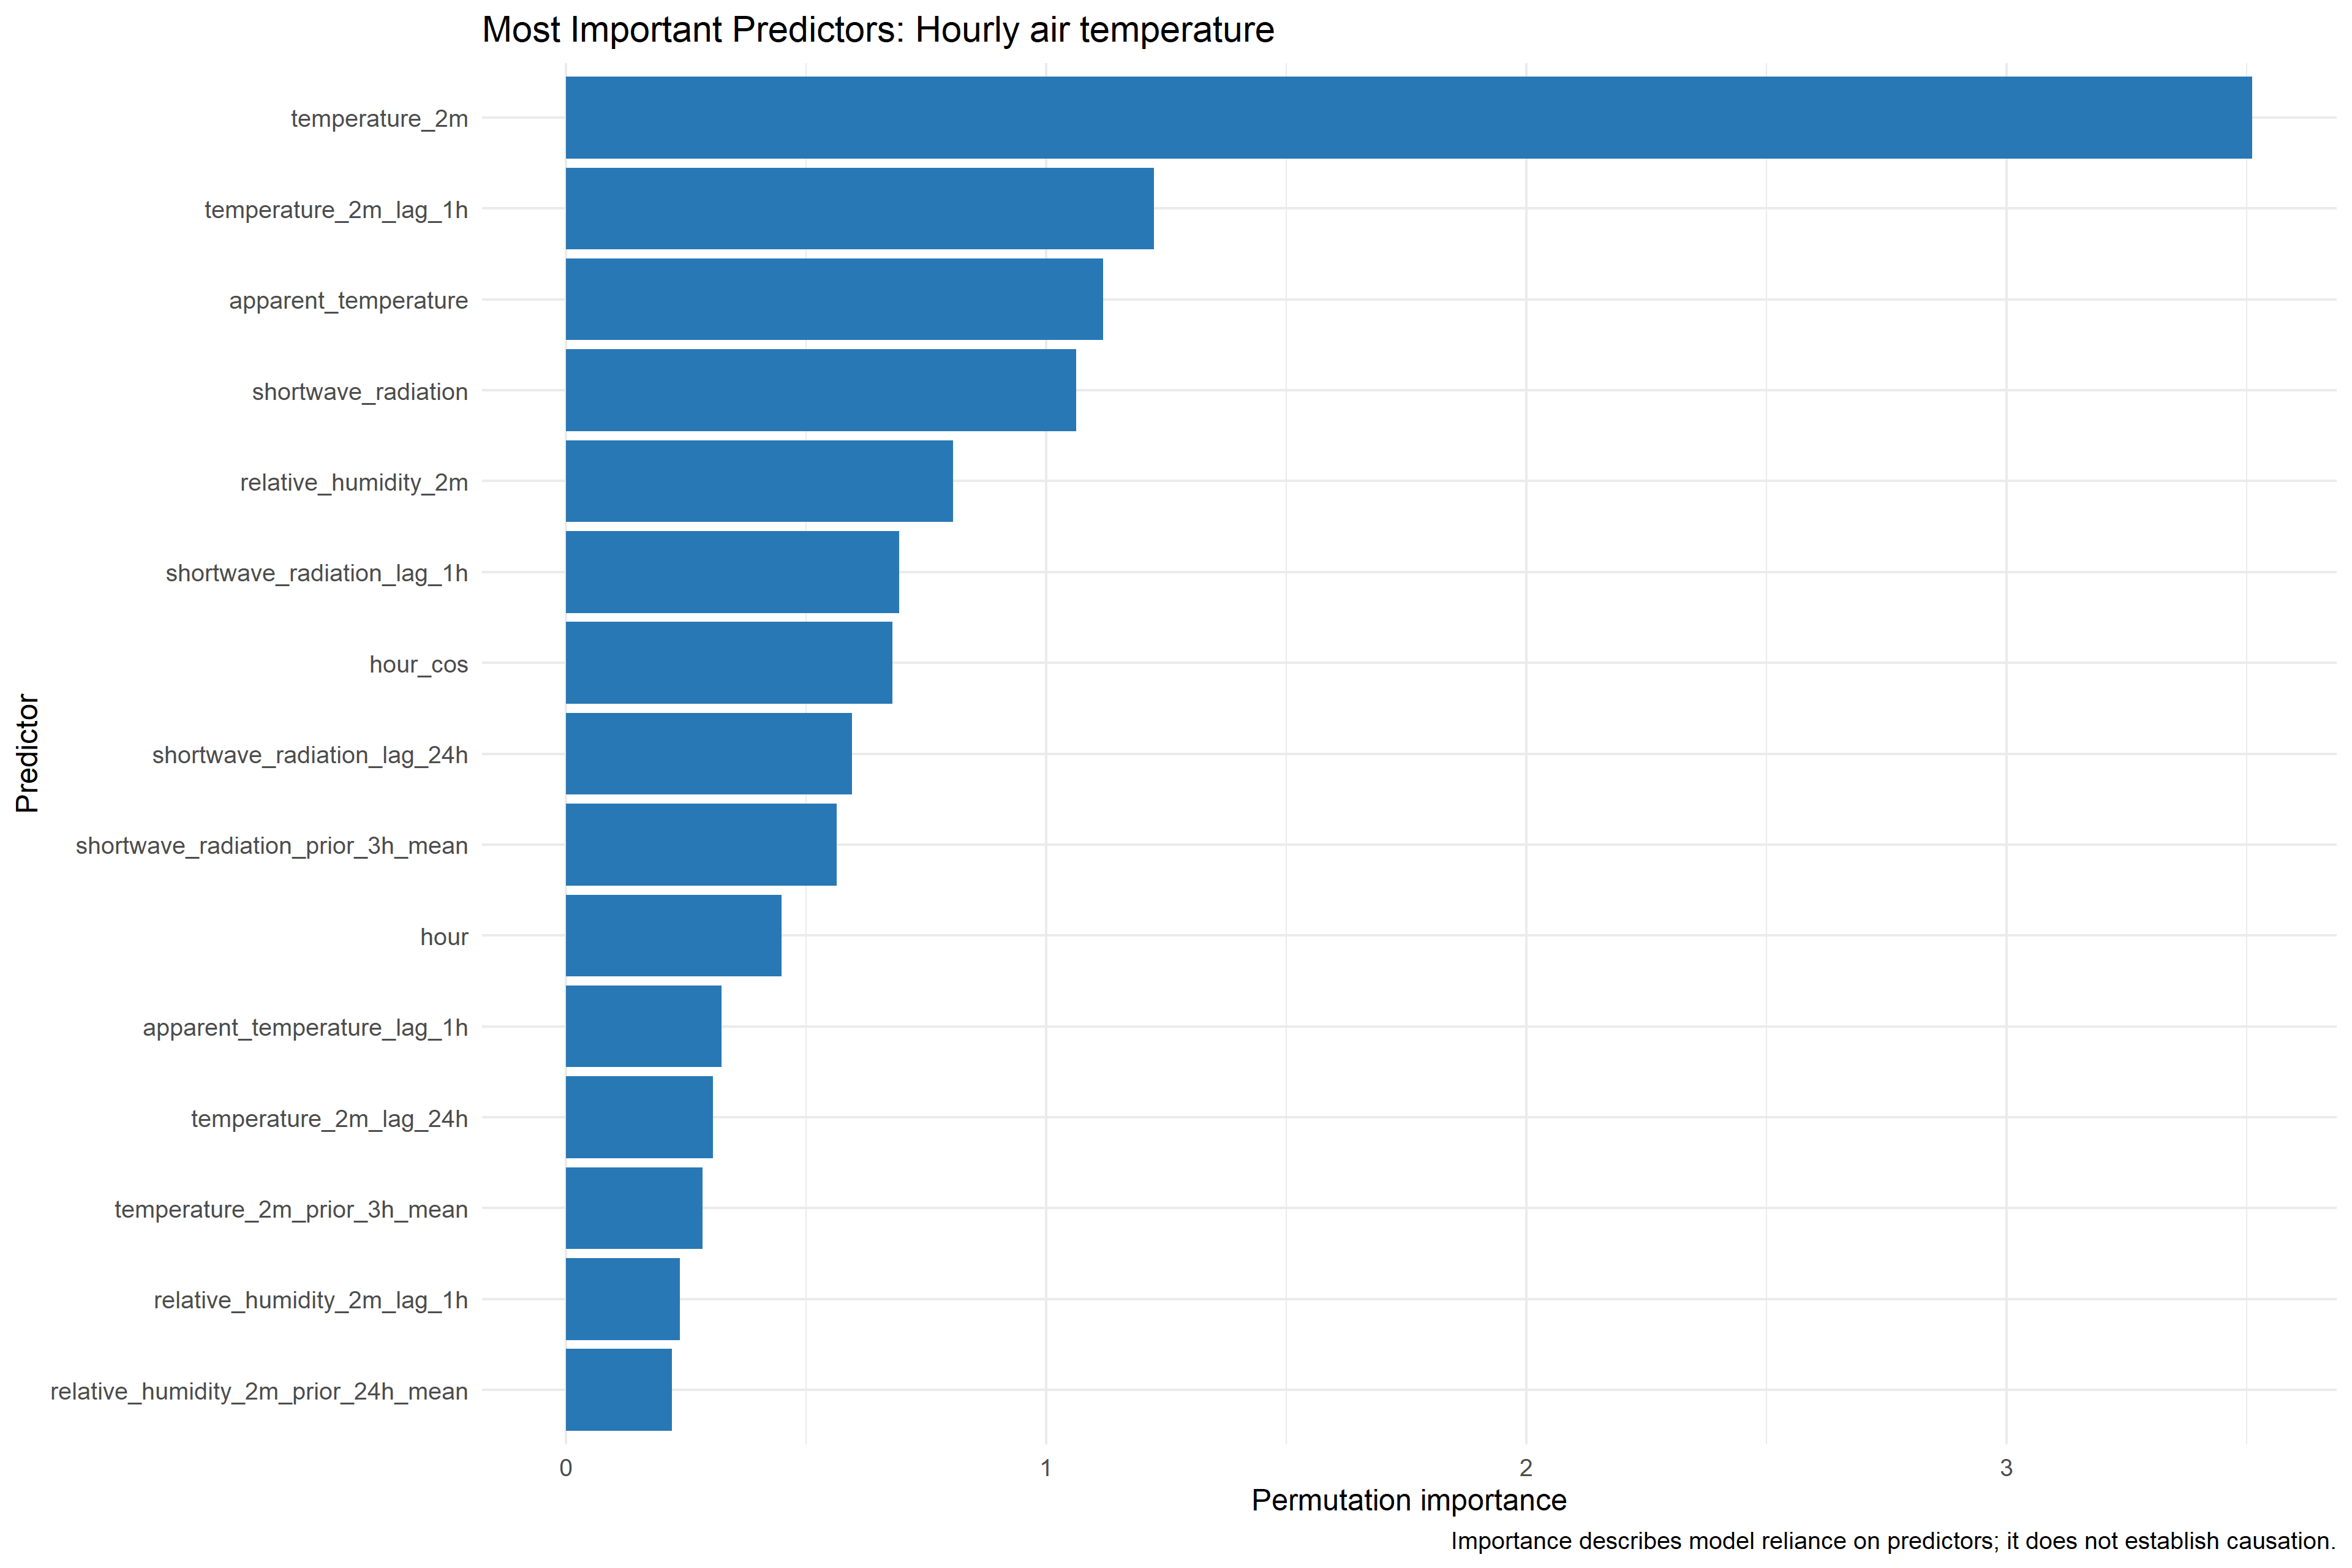 Most Important Predictors: Hourly air temperature
temperature_2m
temperature_2m_lag_1h
apparent_temperature
shortwave_radiation
relative_humidity_2m
shortwave_radiation_lag_1h
hour_cos
shortwave_radiation_lag_24h
shortwave_radiation_prior_3h_mean
hour
apparent_temperature_lag_1h
temperature_2m_lag_24h
temperature_2m_prior_3h_mean
relative_humidity_2m_lag_1h
relative_humidity_2m_prior_24h_mean
Predictor
0 1 2 3
Permutation importance
Importance describes model reliance on predictors; it does not establish causation.